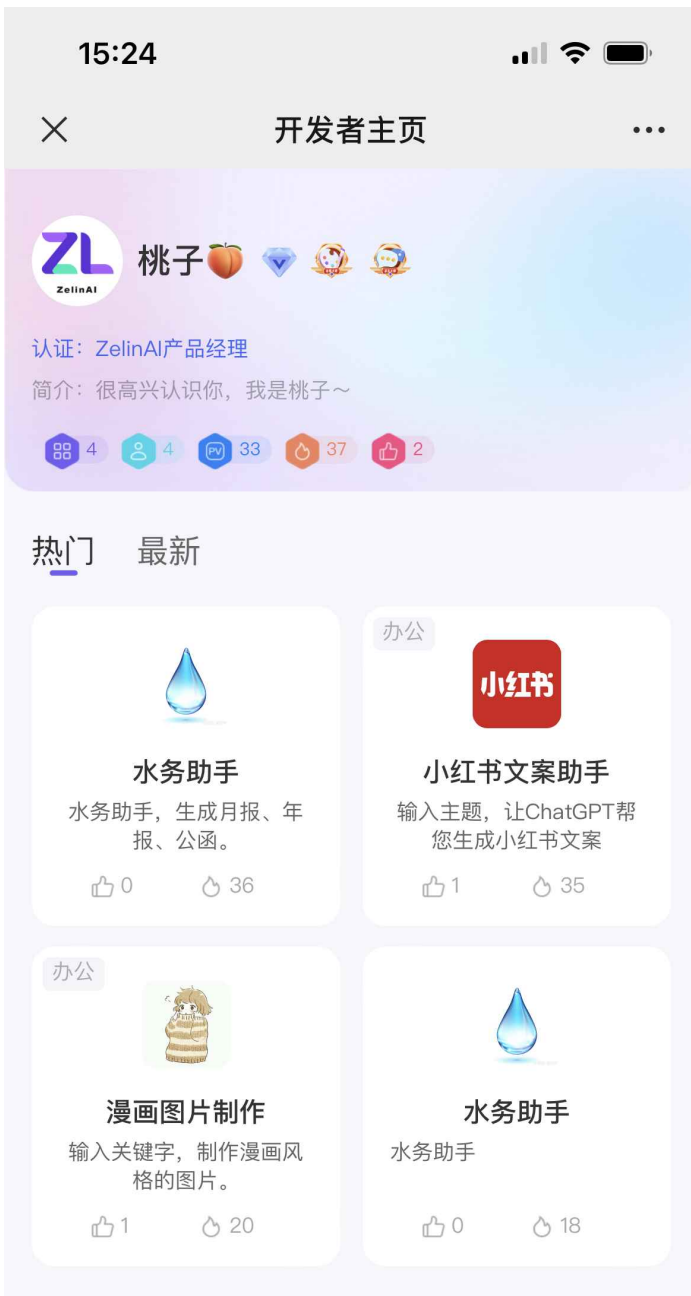 15:24
开发者主页
ZL
ZelinAI
桃子🍑
认证：ZelinAI产品经理
简介：很高兴认识你，我是桃子～
4 4 PV 33 37 2
热门 最新
水务助手
水务助手，生成月报、年
报、公函。
0 36
办公
小红书
小红书文案助手
输入主题，让ChatGPT帮
您生成小红书文案
1 35
办公
漫画图片制作
输入关键字，制作漫画风
格的图片。
1 20
水务助手
水务助手
0 18